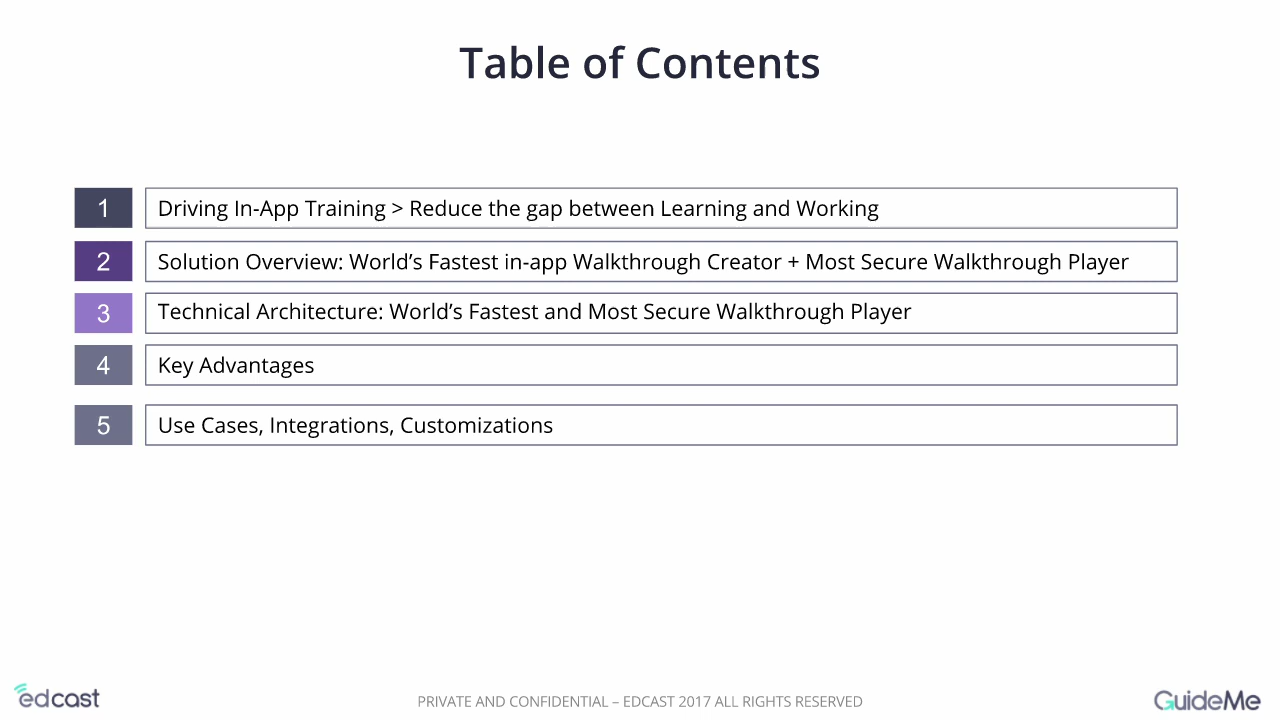 Table of Contents
1 Driving In-App Training > Reduce the gap between Learning and Working
2 Solution Overview: World’s Fastest in-app Walkthrough Creator + Most Secure Walkthrough Player
3 Technical Architecture: World’s Fastest and Most Secure Walkthrough Player
4 Key Advantages
5 Use Cases, Integrations, Customizations
edcast PRIVATE AND CONFIDENTIAL – EDCAST 2017 ALL RIGHTS RESERVED GuideMe